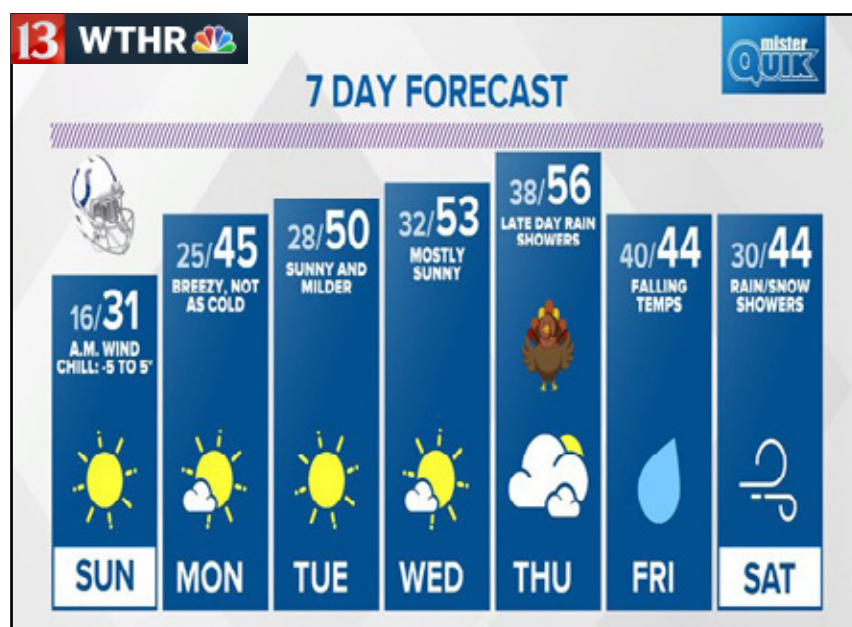 13 WTHR
mister
QUIK
7 DAY FORECAST
16/31
A.M. WIND
CHILL: -5 TO 5°
SUN
25/45
BREEZY, NOT
AS COLD
MON
28/50
SUNNY AND
MILDER
TUE
32/53
MOSTLY
SUNNY
WED
38/56
LATE DAY RAIN
SHOWERS
THU
40/44
FALLING
TEMPS
FRI
30/44
RAIN/SNOW
SHOWERS
SAT